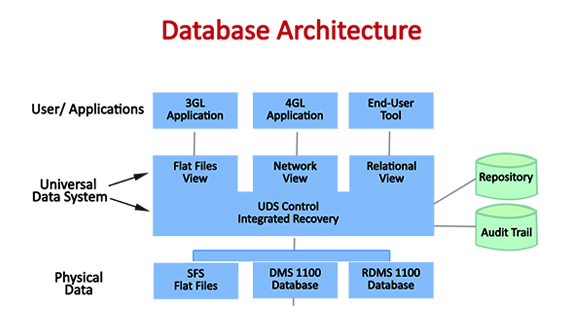 Database Architecture
User/ Applications
3GL
Application
4GL
Application
End-User
Tool
Universal
Data System
Flat Files
View
Network
View
Relational
View
UDS Control
Integrated Recovery
Repository
Audit Trail
Physical
Data
SFS
Flat Files
DMS 1100
Database
RDMS 1100
Database